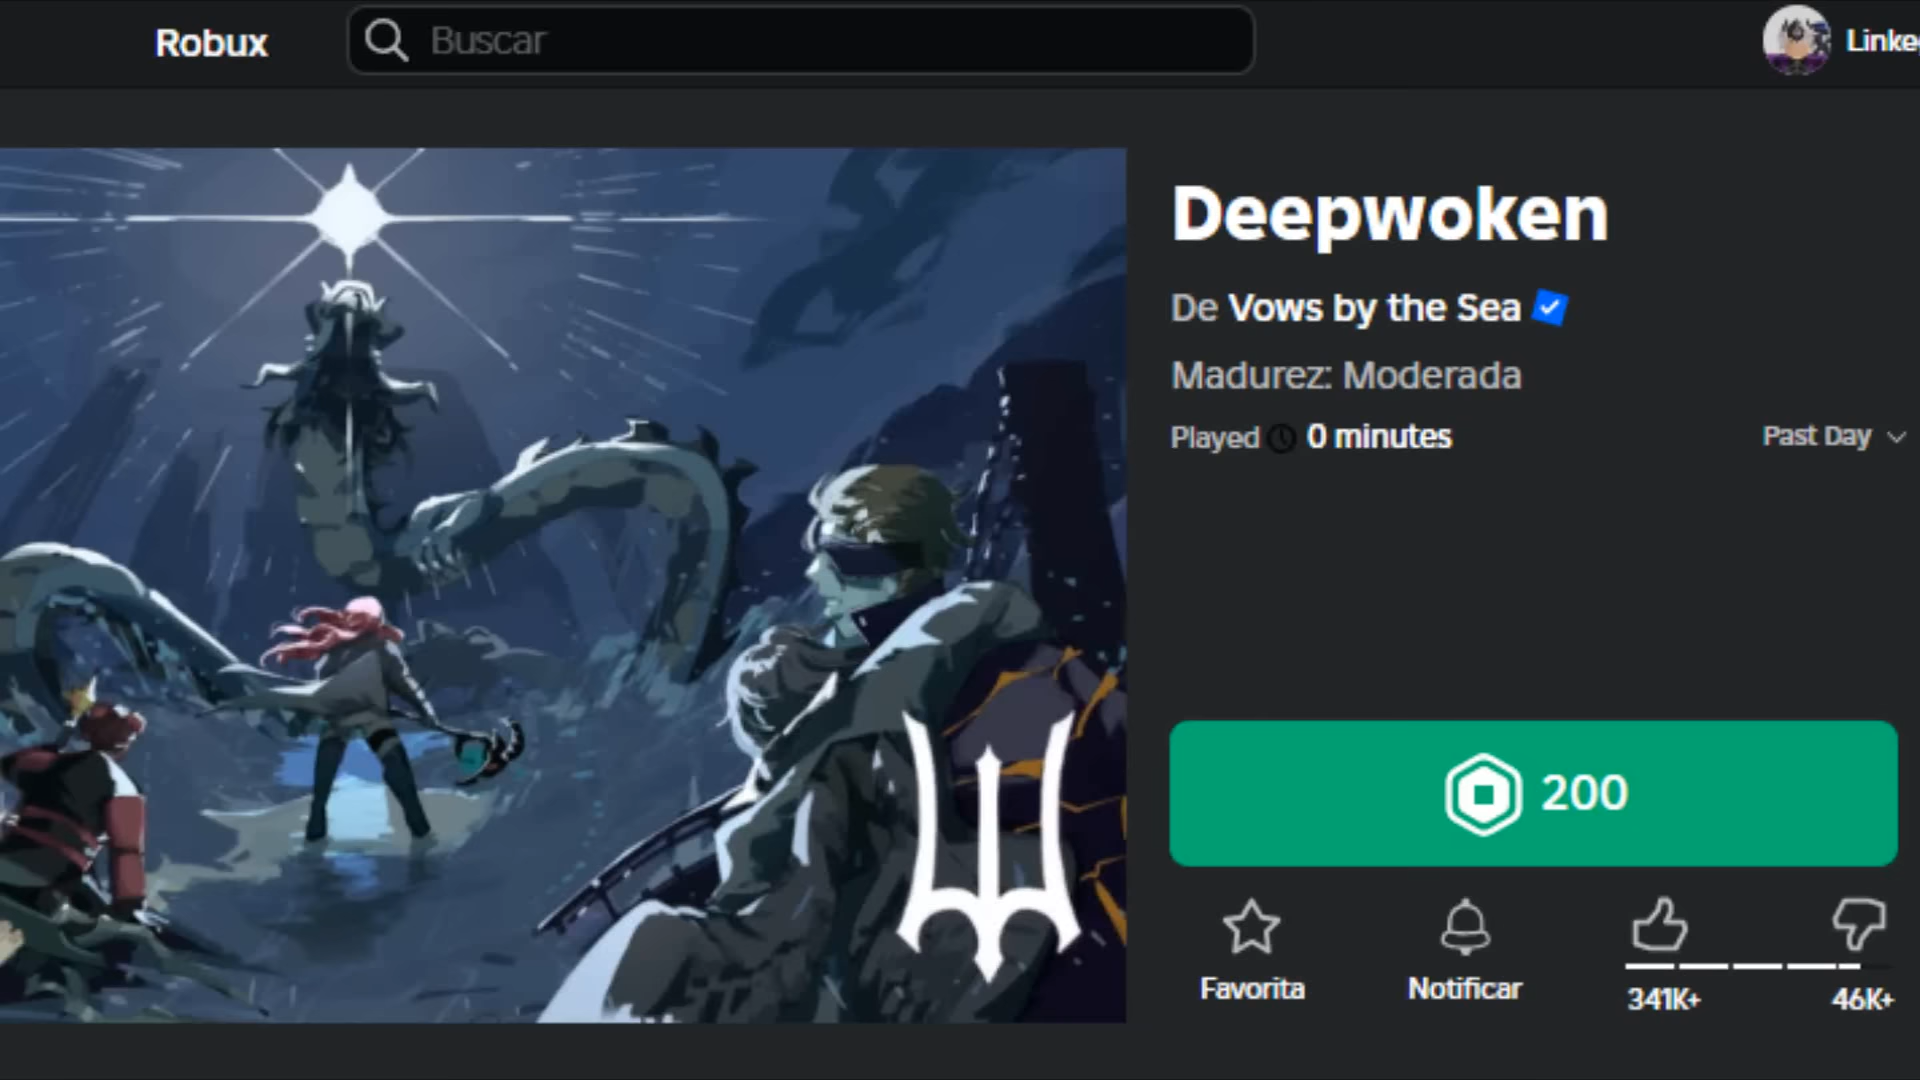 Robux
Buscar
Linke
Deepwoken
De Vows by the Sea
Madurez: Moderada
Played 0 minutes
Past Day
200
Favorita
Notificar
341K+
46K+